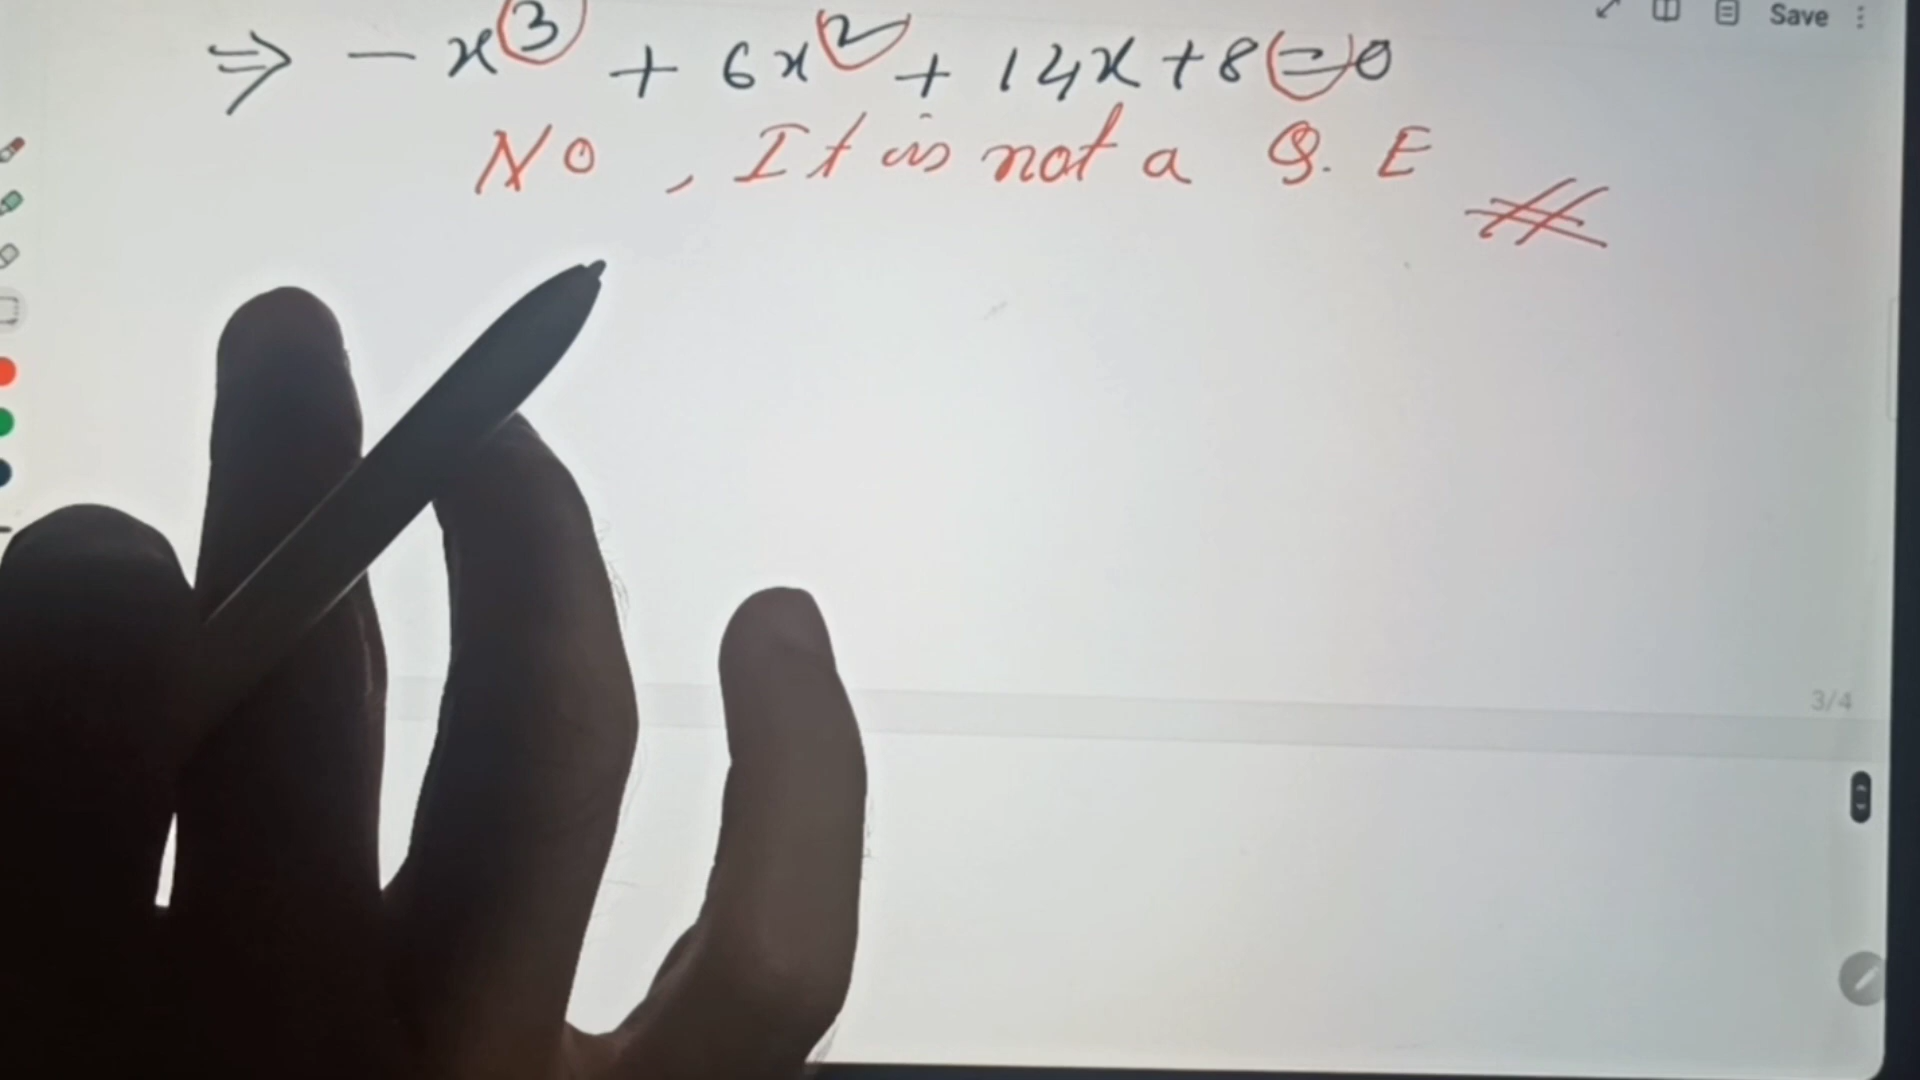 Save
⇒ - x³ + 6x² + 14x + 8 = 0
No, It is not a Q. E
3/4